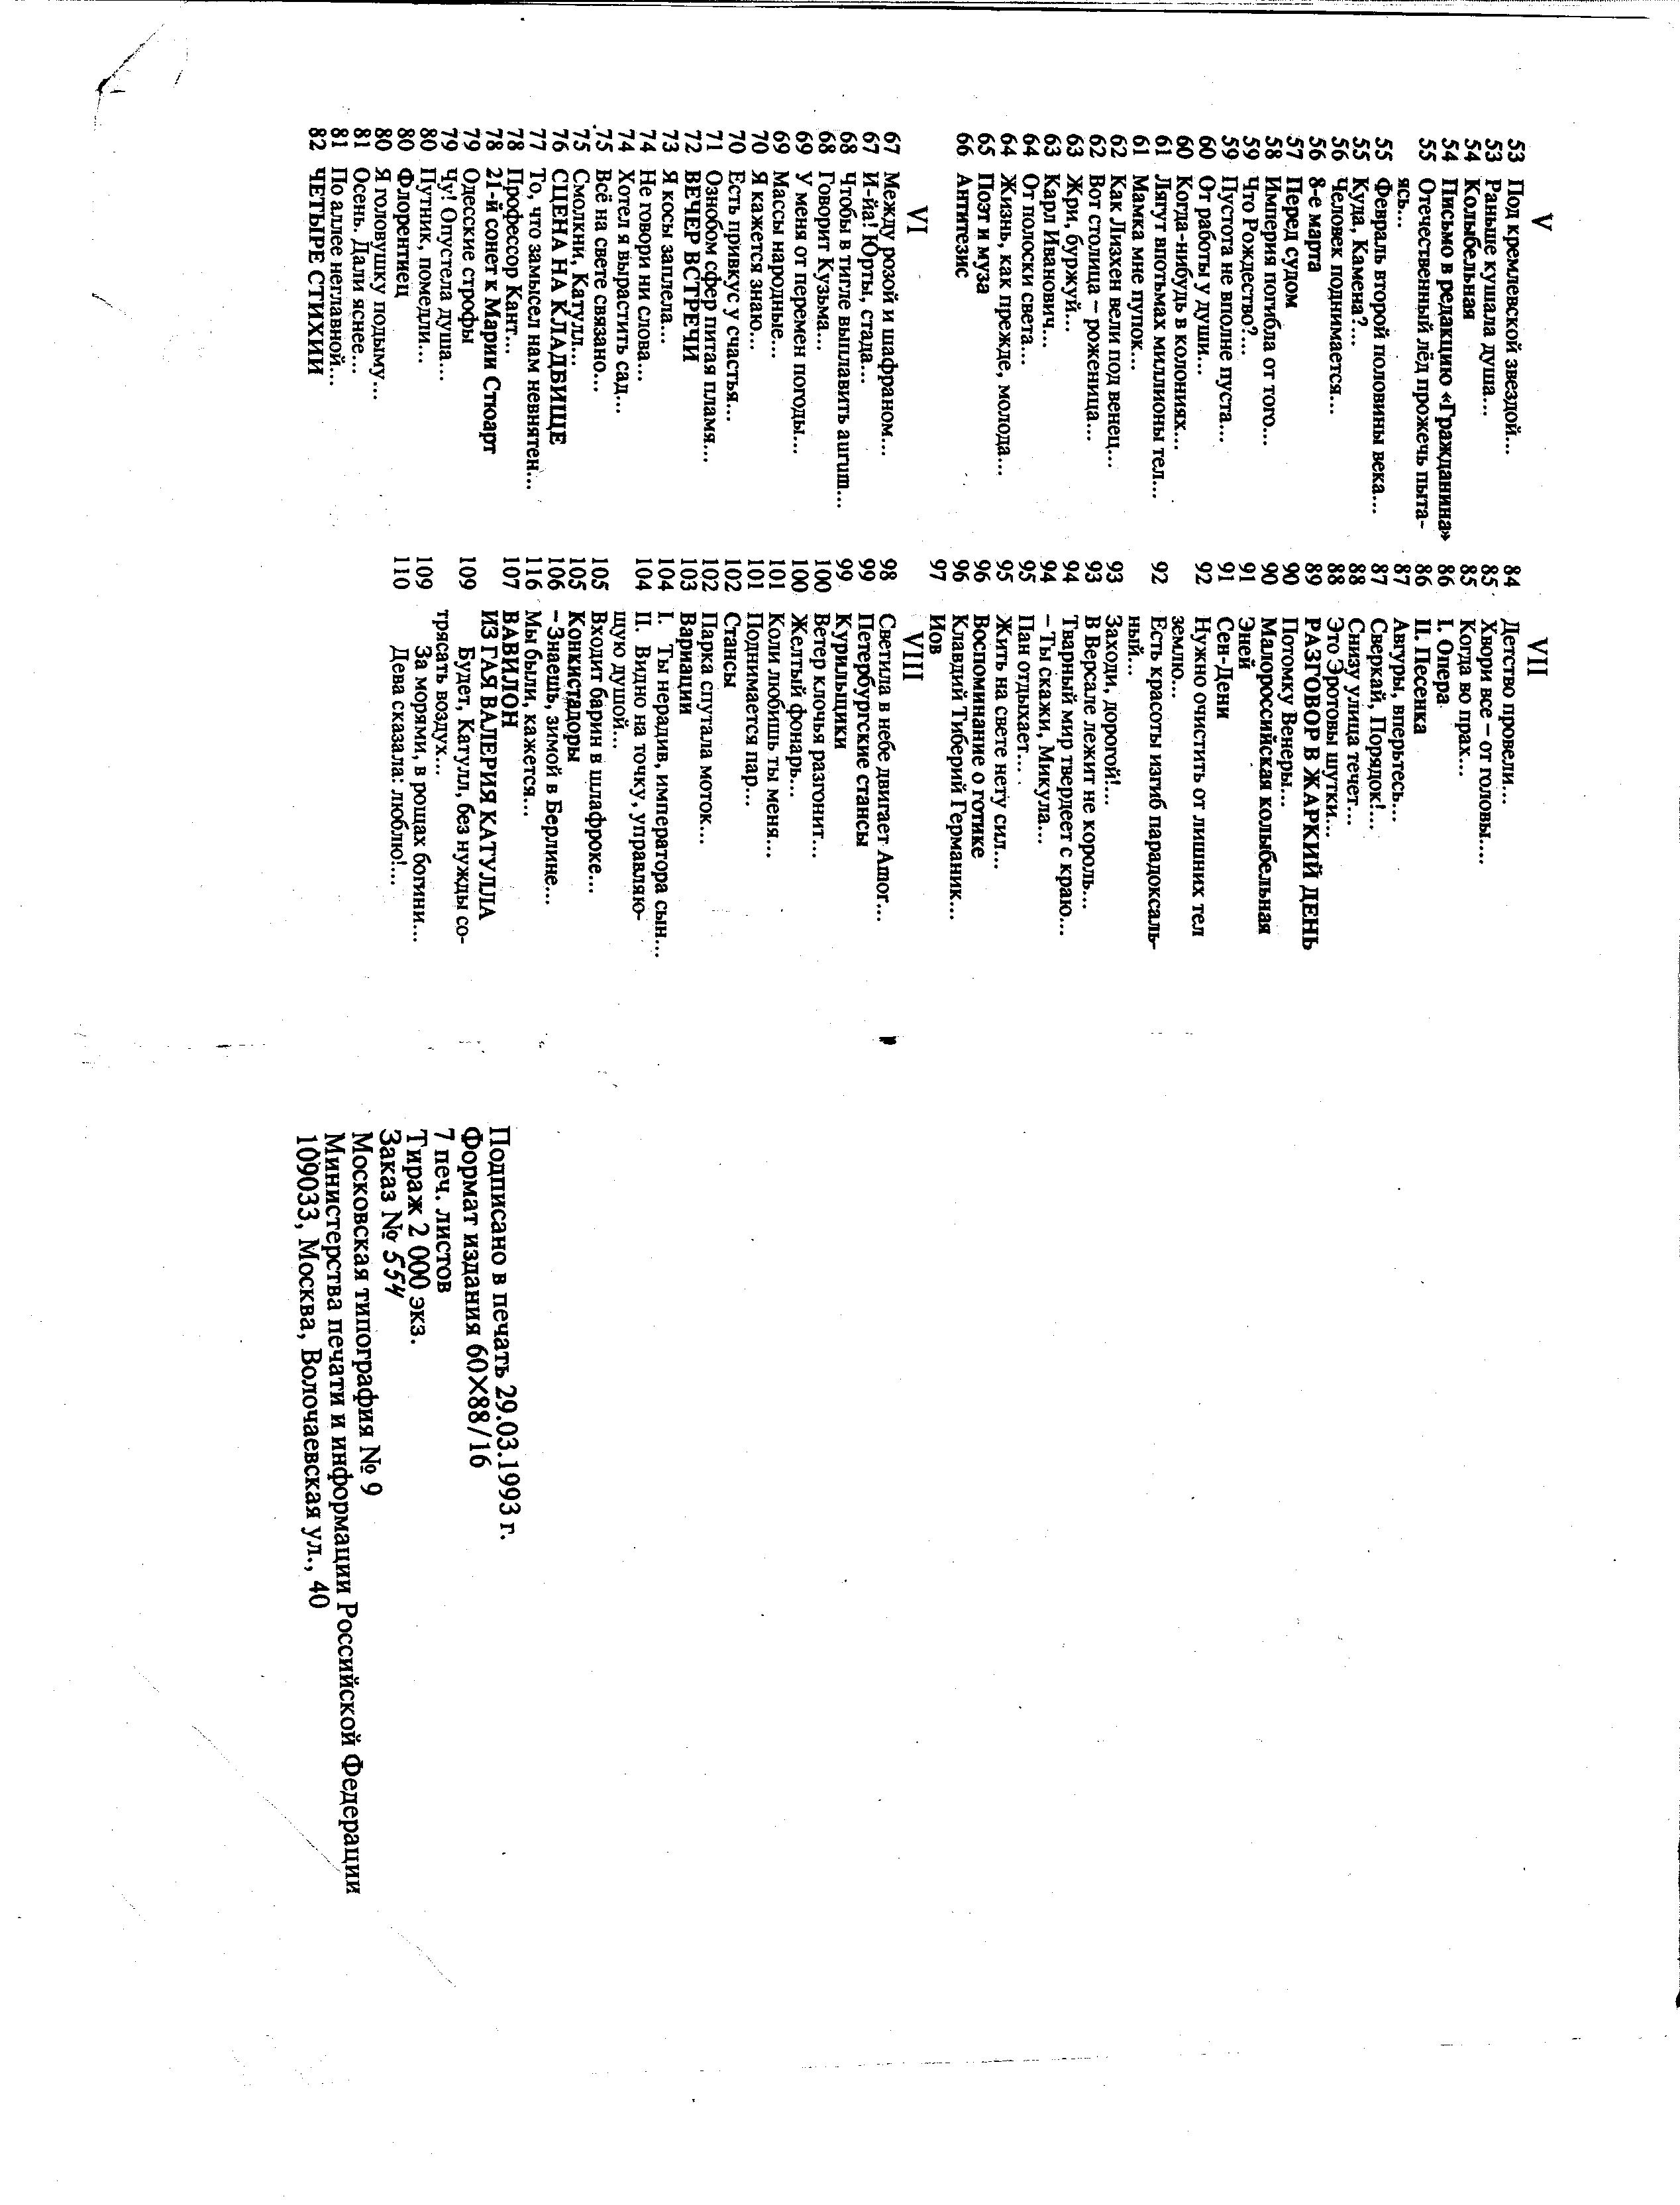 V
53 Под кремлевской звездой...
53 Раньше кушала душа...
54 Колыбельная
54 Письмо в редакцию «Гражданина»
55 Отечественный лёд прожечь пыта-
ясь...
55 Февраль второй половины века...
55 Куда, Камена?...
56 Человек поднимается...
56 8-е марта
57 Перед судом
58 Империя погибла от того...
59 Что Рождество?...
59 Пустота не вполне пуста...
60 От работы у души...
60 Когда-нибудь в колониях...
61 Лягут впотьмах миллионы тел...
61 Мамка мне пупок...
62 Как Лизхен вели под венец...
62 Вот столица – роженица...
63 Жри, буржуй...
63 Карл Иванович...
64 От полоски света...
64 Жизнь, как прежде, молода...
65 Поэт и муза
66 Антитезис
VI
67 Между розой и шафраном...
67 И-йа! Юрты, стада...
68 Чтобы в тигле выплавить aurum...
68 Говорит Кузьма...
69 У меня от перемен погоды...
69 Массы народные...
70 Я кажется знаю...
70 Есть привкус у счастья...
71 Ознобом сфер питая пламя...
72 ВЕЧЕР ВСТРЕЧИ
73 Я косы заплела...
74 Не говори ни слова...
74 Хотел я вырастить сад...
75 Всё на свете связано...
75 Смолкни, Катулл...
76 СЦЕНА НА КЛАДБИЩЕ
77 То, что замысел нам невнятен...
78 Профессор Кант...
78 21-й сонет к Марии Стюарт
79 Одесские строфы
79 Чу! Опустела душа...
80 Путник, помедли...
80 Флорентиец
80 Я головушку подыму...
81 Осень. Дали яснее...
81 По аллее неглавной...
82 ЧЕТЫРЕ СТИХИИ
VII
84 Детство провели...
85 Хвори все – от головы....
85 Когда во прах...
86 I. Опера
86 II. Песенка
87 Авгуры, вперьтесь...
87 Сверкай, Порядок!...
88 Снизу улица течет...
88 Это Эротовы шутки...
89 РАЗГОВОР В ЖАРКИЙ ДЕНЬ
90 Потомку Венеры...
90 Малороссийская колыбельная
91 Эней
91 Сен-Дени
92 Нужно очистить от лишних тел
землю...
92 Есть красоты изгиб парадоксаль-
ный...
93 Заходи, дорогой!...
93 В Версале лежит не король...
94 Тварный мир твердеет с краю...
94 – Ты скажи, Микула...
95 Пан отдыхает...
95 Жить на свете нету сил...
96 Воспоминание о готике
96 Клавдий Тиберий Германик...
97 Иов
VIII
98 Светила в небе двигает Amor...
99 Петербургские стансы
99 Курильщики
100 Ветер клочья разгонит...
100 Желтый фонарь...
101 Коли любишь ты меня...
101 Поднимается пар...
102 Стансы
102 Парка спутала моток...
103 Вариации
104 I. Ты нерадив, императора сын...
104 II. Видно на точку, управляю-
щую душой...
105 Входит барин в шлафроке...
105 Конкистадоры
106 – Знаешь, зимой в Берлине...
116 Мы были, кажется...
107 ВАВИЛОН
ИЗ ГАЯ ВАЛЕРИЯ КАТУЛЛА
109 Будет, Катулл, без нужды со-
трясать воздух...
109 За морями, в рощах богини...
110 Дева сказала: люблю!...
Подписано в печать 29.03.1993 г.
Формат издания 60×88/16
7 печ. листов
Тираж 2 000 экз.
Заказ № 554
Московская типография № 9
Министерства печати и информации Российской Федерации
109033, Москва, Волочаевская ул., 40